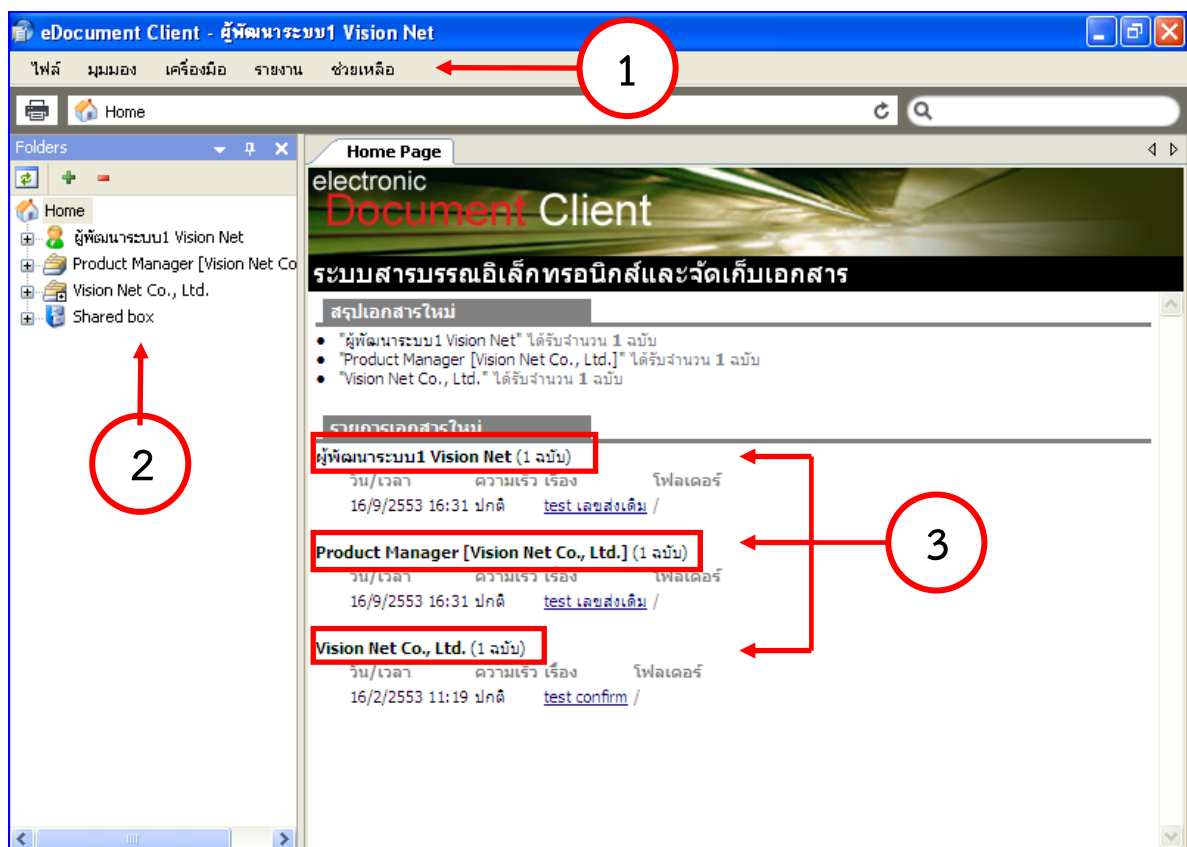 eDocument Client - ผู้พัฒนาระบบ1 Vision Net
ไฟล์ มุมมอง เครื่องมือ รายงาน ช่วยเหลือ
1
Home
Folders
Home Page
Home
ผู้พัฒนาระบบ1 Vision Net
Product Manager [Vision Net Co
Vision Net Co., Ltd.
Shared box
2
electronic
Document Client
ระบบสารบรรณอิเล็กทรอนิกส์และจัดเก็บเอกสาร
สรุปเอกสารใหม่
"ผู้พัฒนาระบบ1 Vision Net" ได้รับจำนวน 1 ฉบับ
"Product Manager [Vision Net Co., Ltd.]" ได้รับจำนวน 1 ฉบับ
"Vision Net Co., Ltd." ได้รับจำนวน 1 ฉบับ
รายการเอกสารใหม่
ผู้พัฒนาระบบ1 Vision Net (1 ฉบับ)
วัน/เวลา ความเร็ว เรื่อง โฟลเดอร์
16/9/2553 16:31 ปกติ test เลขส่งเดิม /
Product Manager [Vision Net Co., Ltd.] (1 ฉบับ)
วัน/เวลา ความเร็ว เรื่อง โฟลเดอร์
16/9/2553 16:31 ปกติ test เลขส่งเดิม /
Vision Net Co., Ltd. (1 ฉบับ)
วัน/เวลา ความเร็ว เรื่อง โฟลเดอร์
16/2/2553 11:19 ปกติ test confirm /
3